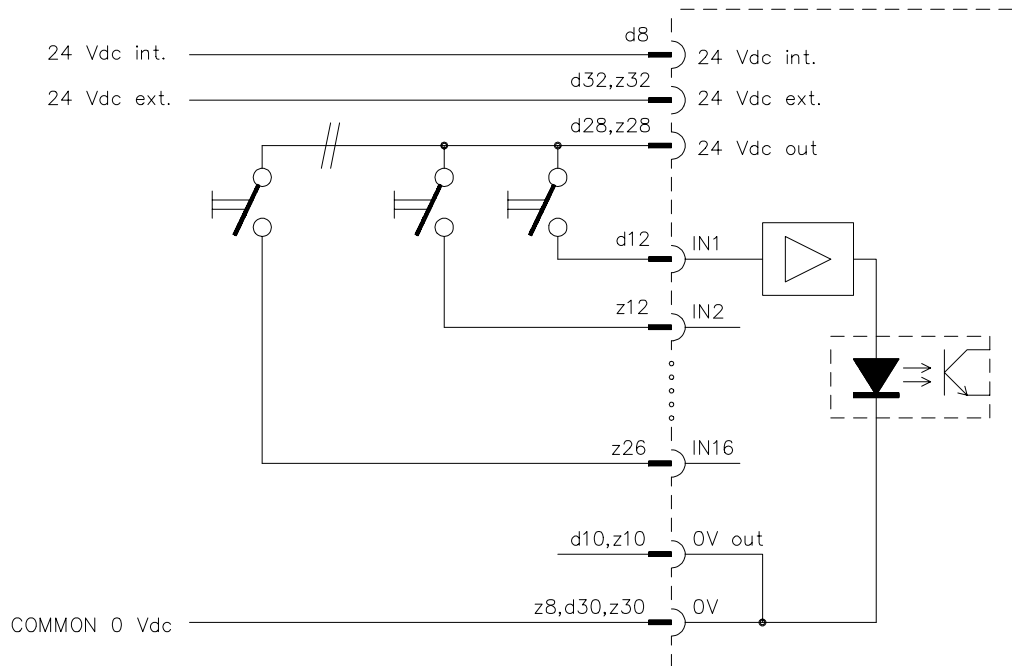 d8
24 Vdc int.
24 Vdc int.
d32,z32
24 Vdc ext.
24 Vdc ext.
d28,z28
24 Vdc out
d12
IN1
z12
IN2
z26
IN16
d10,z10
0V out
z8,d30,z30
0V
COMMON 0 Vdc